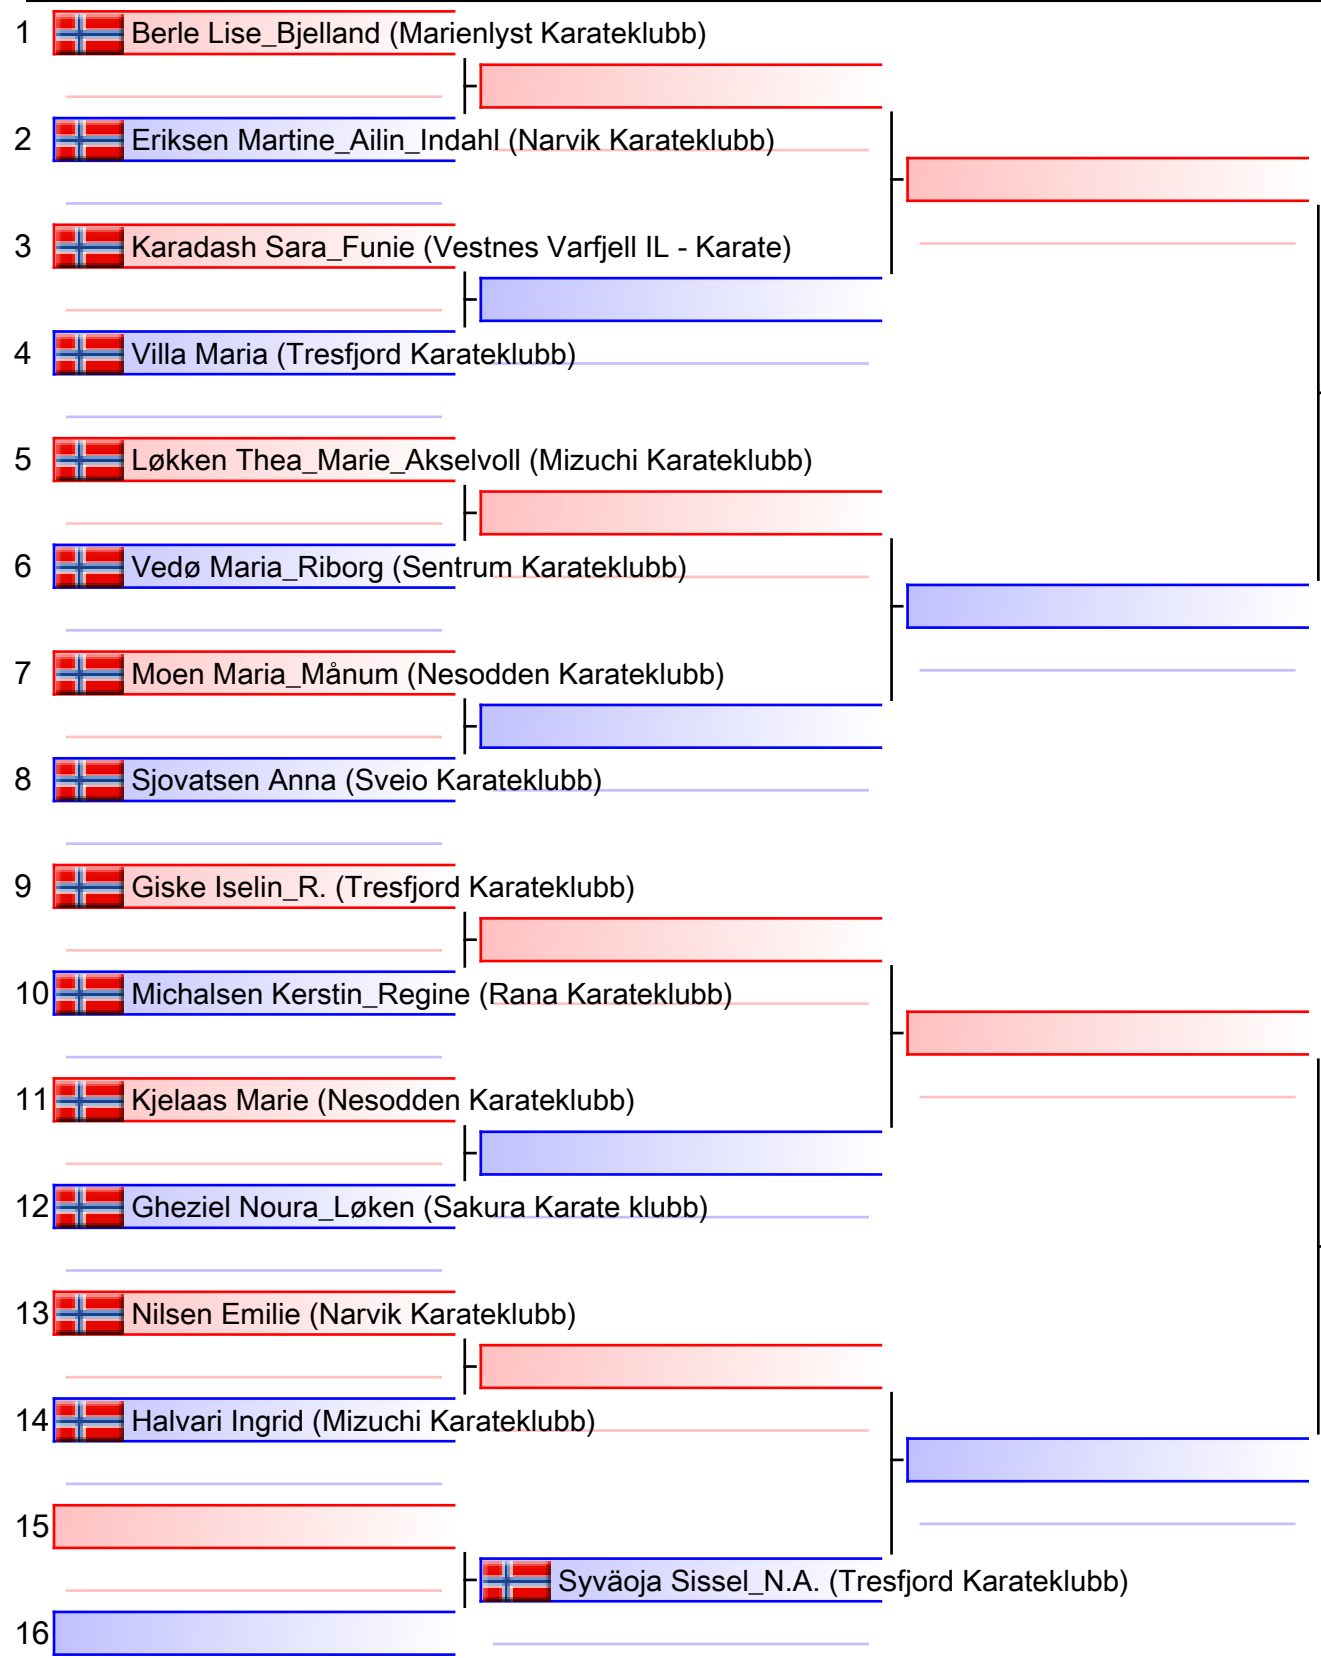 1 Berle Lise_Bjelland (Marienlyst Karateklubb)
2 Eriksen Martine_Ailin_Indahl (Narvik Karateklubb)
3 Karadash Sara_Funie (Vestnes Varfjell IL - Karate)
4 Villa Maria (Tresfjord Karateklubb)
5 Løkken Thea_Marie_Akselvoll (Mizuchi Karateklubb)
6 Vedø Maria_Riborg (Sentrum Karateklubb)
7 Moen Maria_Månum (Nesodden Karateklubb)
8 Sjovatsen Anna (Sveio Karateklubb)
9 Giske Iselin_R. (Tresfjord Karateklubb)
10 Michalsen Kerstin_Regine (Rana Karateklubb)
11 Kjelaas Marie (Nesodden Karateklubb)
12 Gheziel Noura_Løken (Sakura Karate klubb)
13 Nilsen Emilie (Narvik Karateklubb)
14 Halvari Ingrid (Mizuchi Karateklubb)
15
Syväoja Sissel_N.A. (Tresfjord Karateklubb)
16